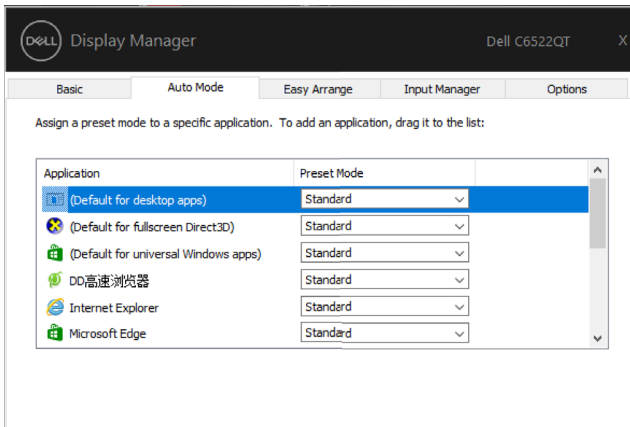 DELL Display Manager Dell C6522QT X
Basic Auto Mode Easy Arrange Input Manager Options
Assign a preset mode to a specific application. To add an application, drag it to the list:
Application Preset Mode
(Default for desktop apps) Standard
(Default for fullscreen Direct3D) Standard
(Default for universal Windows apps) Standard
DD高速浏览器 Standard
Internet Explorer Standard
Microsoft Edge Standard